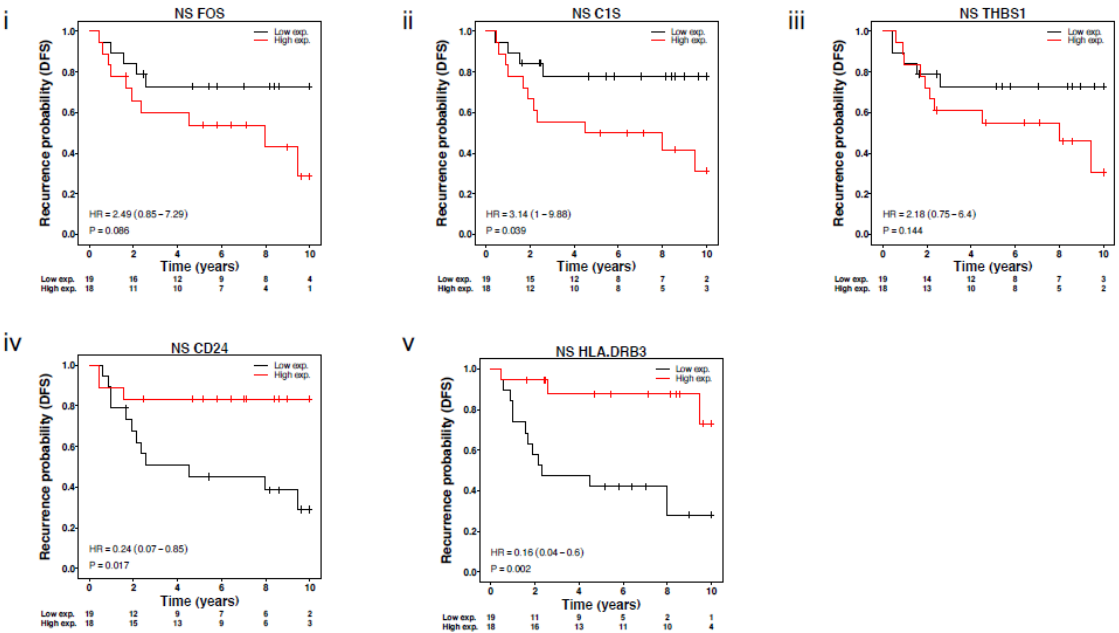 i
NS FOS
Recurrence probability (DFS)
1.0
0.8
0.6
0.4
0.2
0.0
Low exp.
High exp.
HR = 2.49 (0.85 – 7.29)
P = 0.086
0 2 4 6 8 10
Time (years)
Low exp. 19 16 12 9 8 4
High exp. 18 11 10 7 4 1
ii
NS C1S
Recurrence probability (DFS)
1.0
0.8
0.6
0.4
0.2
0.0
Low exp.
High exp.
HR = 3.14 (1 – 9.88)
P = 0.039
0 2 4 6 8 10
Time (years)
Low exp. 19 15 12 8 7 2
High exp. 18 12 10 8 5 3
iii
NS THBS1
Recurrence probability (DFS)
1.0
0.8
0.6
0.4
0.2
0.0
Low exp.
High exp.
HR = 2.18 (0.75 – 6.4)
P = 0.144
0 2 4 6 8 10
Time (years)
Low exp. 19 14 12 8 7 3
High exp. 18 13 10 8 5 2
iv
NS CD24
Recurrence probability (DFS)
1.0
0.8
0.6
0.4
0.2
0.0
Low exp.
High exp.
HR = 0.24 (0.07 – 0.85)
P = 0.017
0 2 4 6 8 10
Time (years)
Low exp. 19 12 9 7 6 2
High exp. 18 15 13 9 6 3
v
NS HLA.DRB3
Recurrence probability (DFS)
1.0
0.8
0.6
0.4
0.2
0.0
Low exp.
High exp.
HR = 0.16 (0.04 – 0.6)
P = 0.002
0 2 4 6 8 10
Time (years)
Low exp. 19 11 9 5 2 1
High exp. 18 16 13 11 10 4